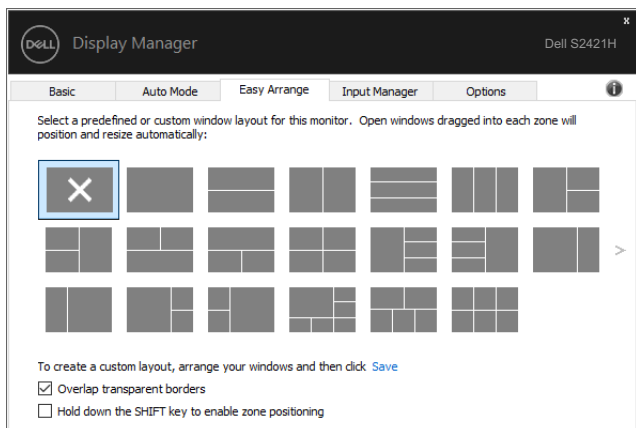 x
DELL Display Manager Dell S2421H
Basic Auto Mode Easy Arrange Input Manager Options i
Select a predefined or custom window layout for this monitor. Open windows dragged into each zone will
position and resize automatically:
>
To create a custom layout, arrange your windows and then click Save
Overlap transparent borders
Hold down the SHIFT key to enable zone positioning